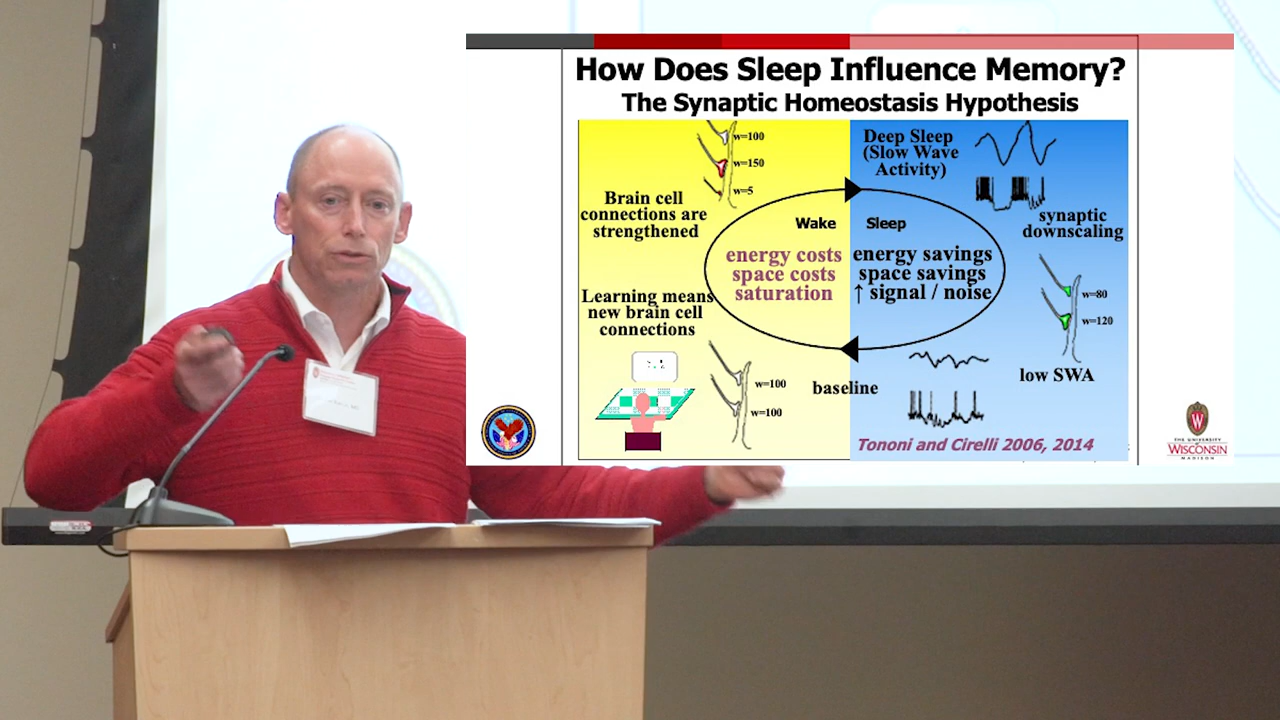 How Does Sleep Influence Memory?
The Synaptic Homeostasis Hypothesis
w=100
w=150
w=5
Brain cell
connections are
strengthened
Learning means
new brain cell
connections
w=100
w=100
Wake
energy costs
space costs
saturation
Sleep
energy savings
space savings
↑ signal / noise
Deep Sleep
(Slow Wave
Activity)
synaptic
downscaling
w=80
w=120
low SWA
baseline
Tononi and Cirelli 2006, 2014
W
THE UNIVERSITY
of
WISCONSIN
MADISON